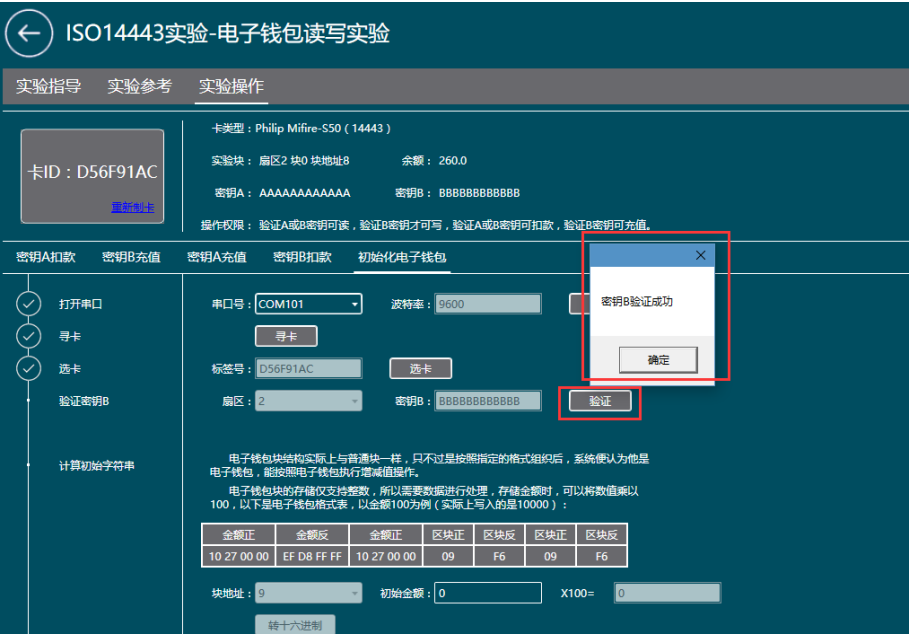 ISO14443实验-电子钱包读写实验
实验指导 实验参考 实验操作
卡类型：Philip Mifire-S50（14443）
卡ID：D56F91AC
重新制卡
实验块： 扇区2 块0 块地址8 余额： 260.0
密钥A： AAAAAAAAAAAA 密钥B： BBBBBBBBBBBB
操作权限： 验证A或B密钥可读，验证B密钥才可写，验证A或B密钥可扣款，验证B密钥可充值。
密钥A扣款 密钥B充值 密钥A充值 密钥B扣款 初始化电子钱包
打开串口 串口号： COM101 波特率： 9600
密钥B验证成功
确定
寻卡 寻卡
选卡 标签号： D56F91AC 选卡
验证密钥B 扇区： 2 密钥B： BBBBBBBBBBBB 验证
计算初始字符串
电子钱包块结构实际上与普通块一样，只不过是按照指定的格式组织后，系统便认为他是
电子钱包，能按照电子钱包执行增减值操作。
电子钱包块的存储仅支持整数，所以需要数据进行处理，存储金额时，可以将数值乘以
100，以下是电子钱包格式表，以金额100为例（实际上写入的是10000）：
金额正 金额反 金额正 区块正 区块反 区块正 区块反
10 27 00 00 EF D8 FF FF 10 27 00 00 09 F6 09 F6
块地址： 9 初始金额： 0 X100= 0
转十六进制